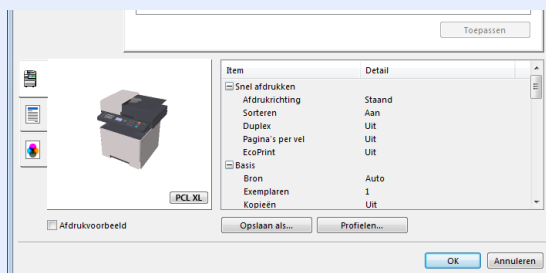 Toepassen
Item Detail
Snel afdrukken
Afdrukrichting Staand
Sorteren Aan
Duplex Uit
Pagina's per vel Uit
EcoPrint Uit
Basis
Bron Auto
Exemplaren 1
Kopieën Uit
PCL XL
Afdrukvoorbeeld Opslaan als... Profielen...
OK Annuleren